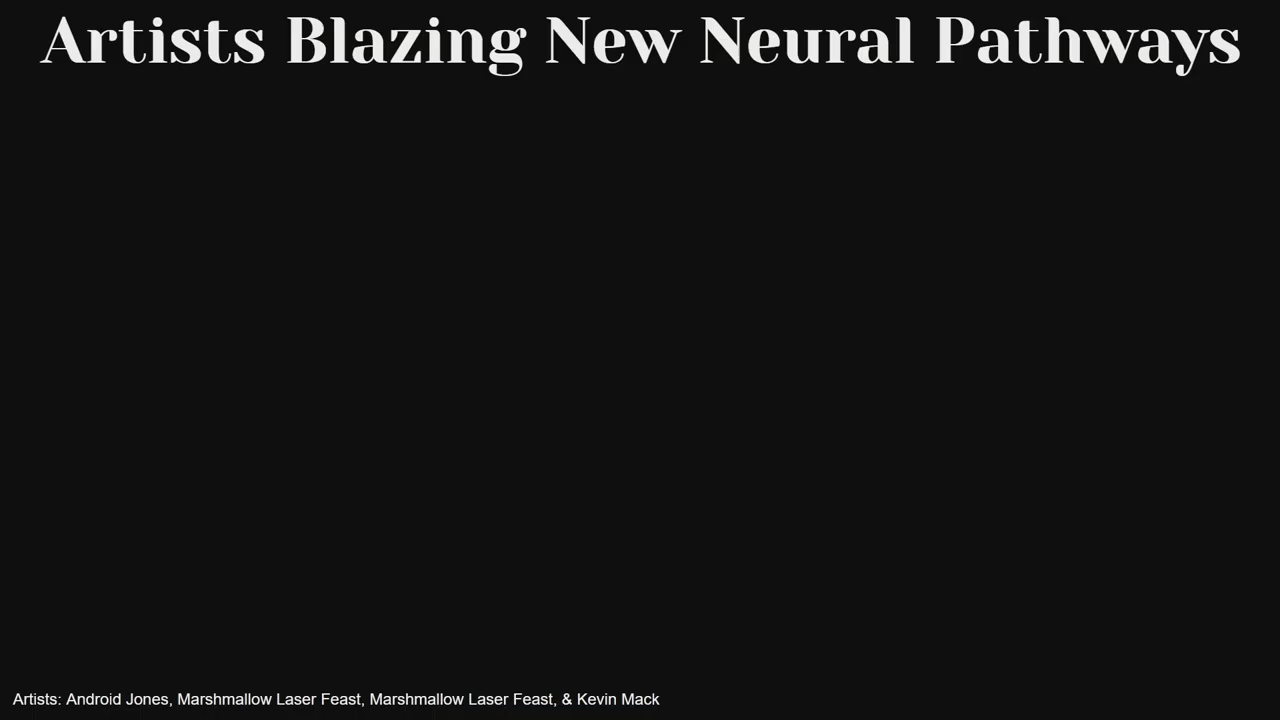 Artists Blazing New Neural Pathways
Artists: Android Jones, Marshmallow Laser Feast, Marshmallow Laser Feast, & Kevin Mack